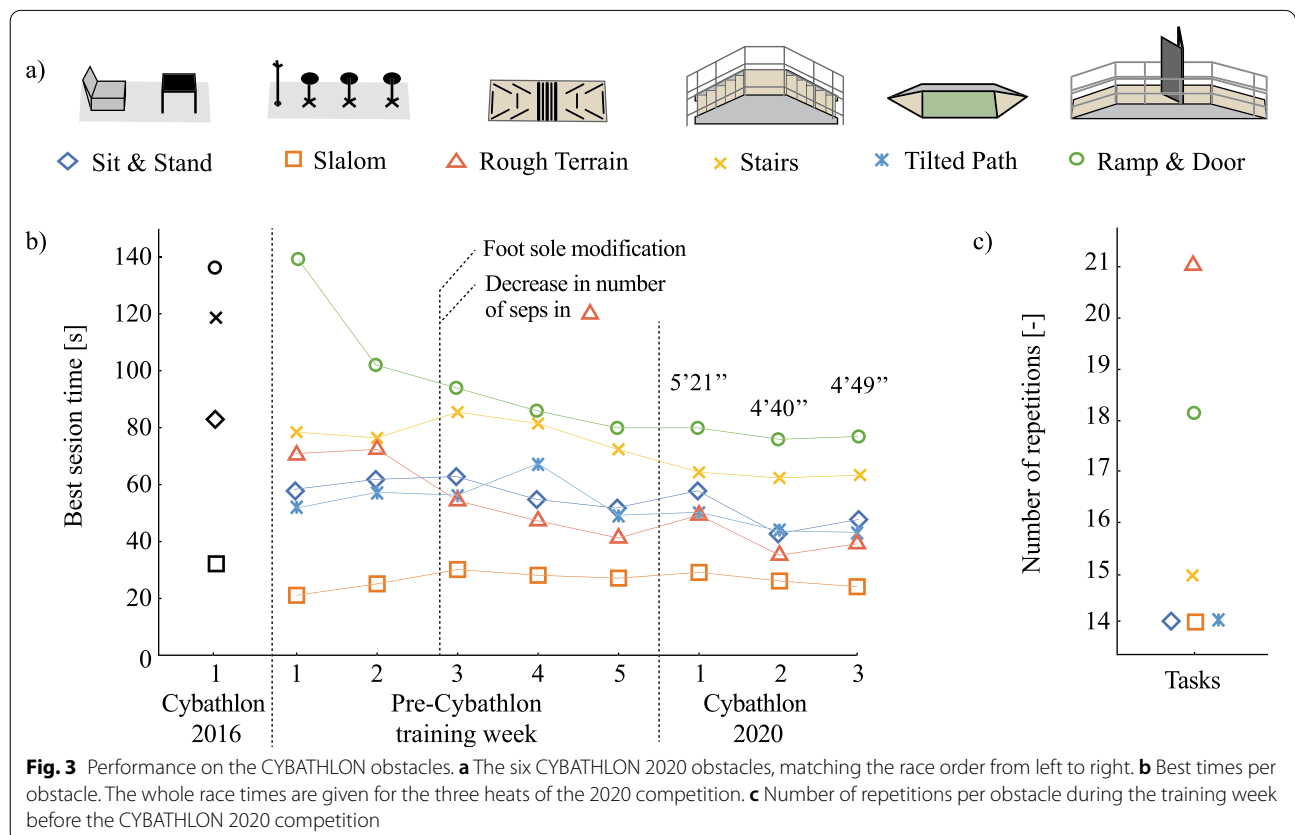 a)
Sit & Stand
Slalom
Rough Terrain
Stairs
Tilted Path
Ramp & Door
b)
Best session time [s]
140
120
100
80
60
40
20
0
Foot sole modification
Decrease in number
of seps in
5'21’’
4'40’’
4'49’’
1
1
2
3
4
5
1
2
3
Cybathlon
2016
Pre-Cybathlon
training week
Cybathlon
2020
c)
Number of repetitions [-]
21
20
19
18
17
16
15
14
Tasks
Fig. 3 Performance on the CYBATHLON obstacles. a The six CYBATHLON 2020 obstacles, matching the race order from left to right. b Best times per
obstacle. The whole race times are given for the three heats of the 2020 competition. c Number of repetitions per obstacle during the training week
before the CYBATHLON 2020 competition